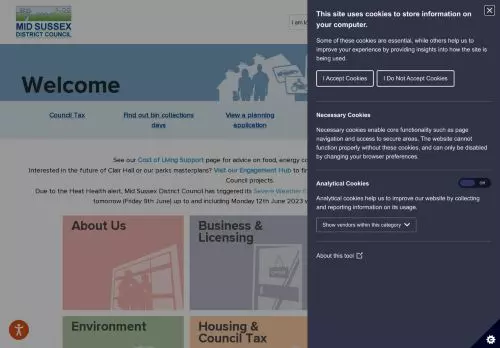 MID SUSSEX
DISTRICT COUNCIL
I am lo
Welcome
Council Tax
Find out bin collections
days
View a planning
application
See our Cost of Living Support page for advice on food, energy co
Interested in the future of Clair Hall or our parks masterplans? Visit our Engagement Hub to fin
Council projects.
Due to the Heat Health alert, Mid Sussex District Council has triggered its Severe Weather
tomorrow (Friday 9th June) up to and including Monday 12th June 2023 w
About Us
Business &
Licensing
Environment
Housing &
Council Tax
This site uses cookies to store information on
your computer.
Some of these cookies are essential, while others help us to
improve your experience by providing insights into how the site is
being used.
I Accept Cookies
I Do Not Accept Cookies
Necessary Cookies
Necessary cookies enable core functionality such as page
navigation and access to secure areas. The website cannot
function properly without these cookies, and can only be disabled
by changing your browser preferences.
Analytical Cookies
Off
Analytical cookies help us to improve our website by collecting
and reporting information on its usage.
Show vendors within this category
About this tool